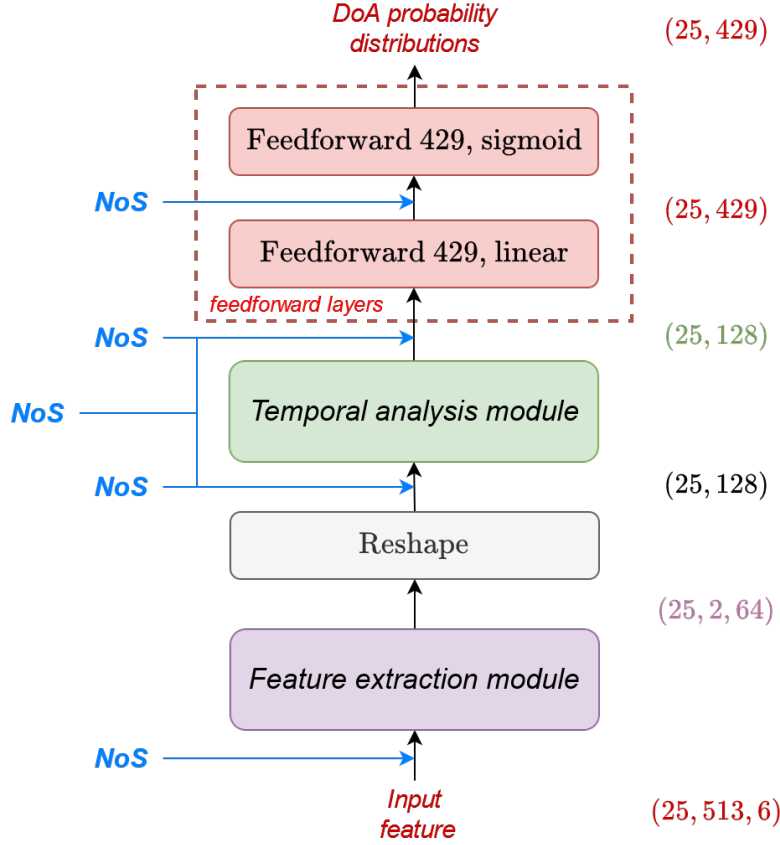 DoA probability
distributions
(25, 429)
Feedforward 429, sigmoid
NoS
(25, 429)
Feedforward 429, linear
feedforward layers
NoS
(25, 128)
NoS
Temporal analysis module
NoS
(25, 128)
Reshape
(25, 2, 64)
Feature extraction module
NoS
Input
feature
(25, 513, 6)